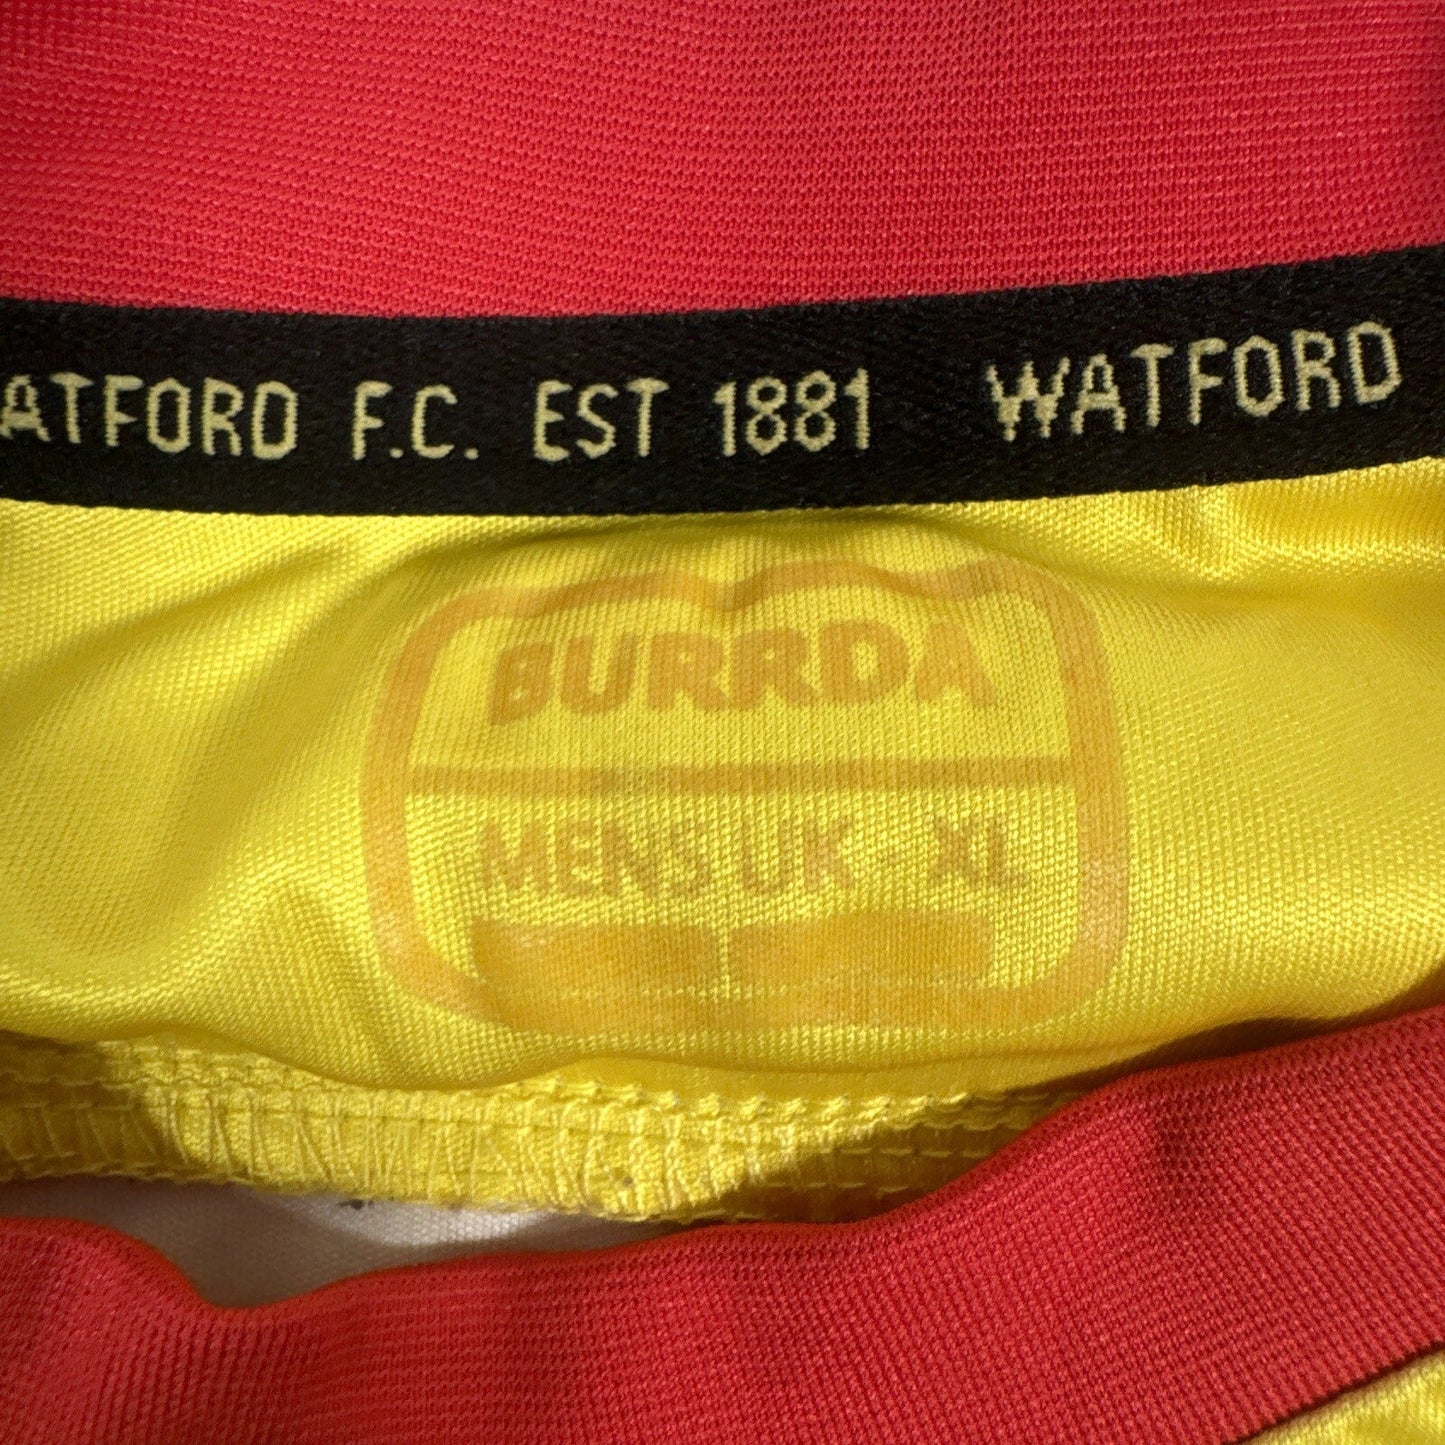 ATFORD F.C. EST 1881 WATFORD
BURRDA
MENS UK - XL